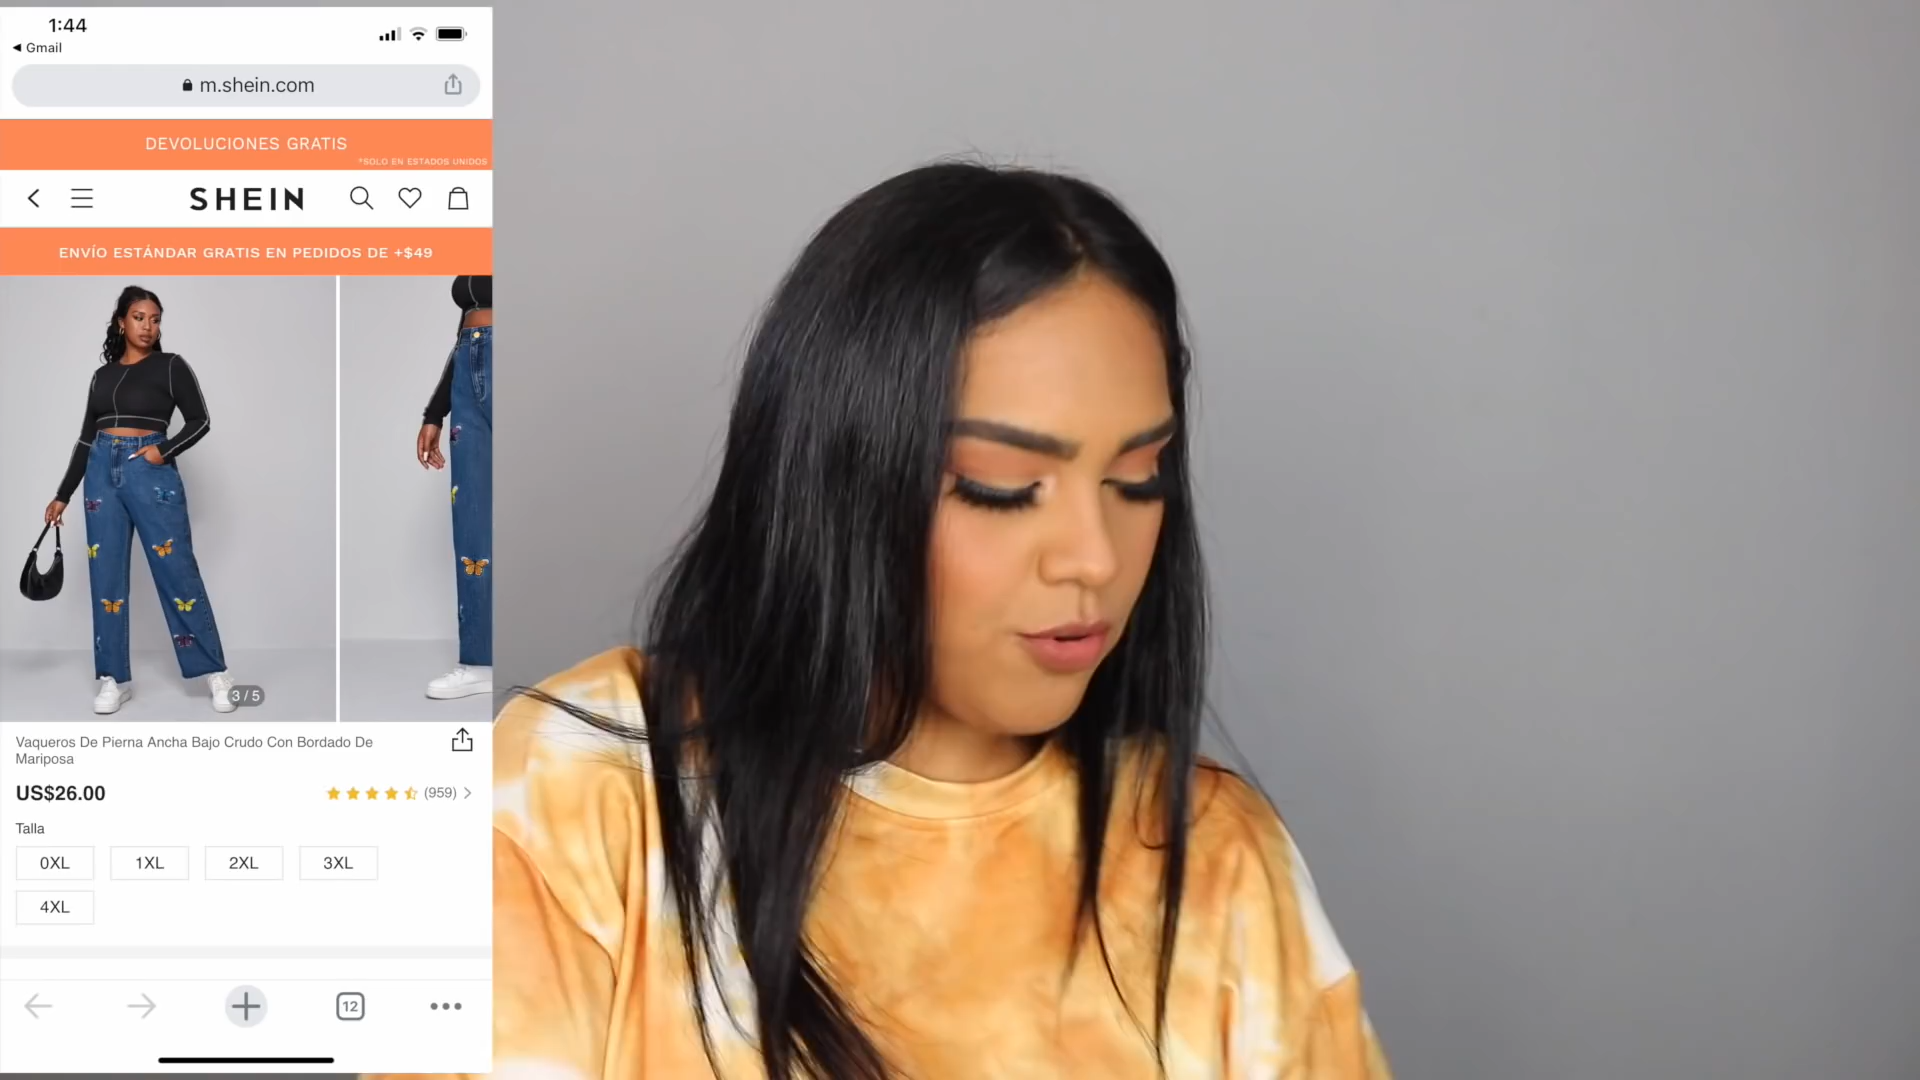 1:44
Gmail
m.shein.com
DEVOLUCIONES GRATIS
*SOLO EN ESTADOS UNIDOS
SHEIN
ENVÍO ESTÁNDAR GRATIS EN PEDIDOS DE +$49
3 / 5
Vaqueros De Pierna Ancha Bajo Crudo Con Bordado De
Mariposa
US$26.00
(959)
Talla
0XL 1XL 2XL 3XL
4XL
12